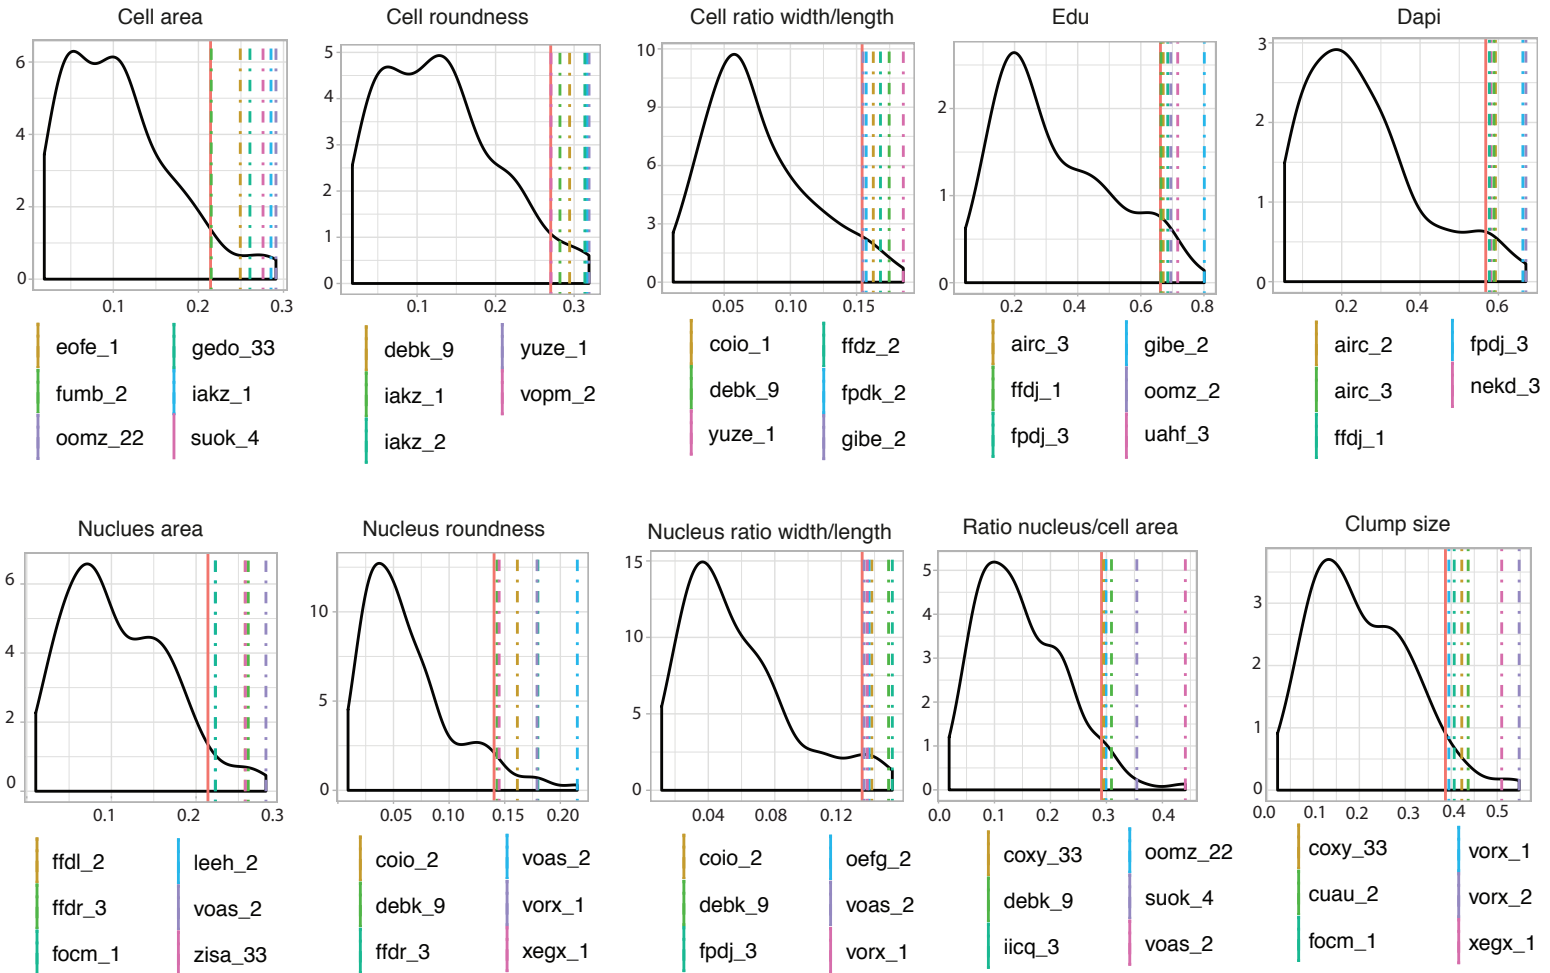 Cell area
Cell roundness
Cell ratio width/length
Edu
Dapi
6
4
2
0
0.1
0.2
0.3
5
4
3
2
1
0
0.1
0.2
0.3
10
9
6
3
0
0.05
0.10
0.15
2
1
0
0.2
0.4
0.6
0.8
3
2
1
0
0.2
0.4
0.6
eofe_1
fumb_2
oomz_22
gedo_33
iakz_1
suok_4
debk_9
iakz_1
iakz_2
yuze_1
vopm_2
coio_1
debk_9
yuze_1
ffdz_2
fpdk_2
gibe_2
airc_3
ffdj_1
fpdj_3
gibe_2
oomz_2
uahf_3
airc_2
airc_3
ffdj_1
fpdj_3
nekd_3
Nuclues area
Nucleus roundness
Nucleus ratio width/length
Ratio nucleus/cell area
Clump size
6
4
2
0
0.1
0.2
0.3
10
5
0
0.05
0.10
0.15
0.20
15
10
5
0
0.04
0.08
0.12
5
4
3
2
1
0
0.0
0.1
0.2
0.3
0.4
3
2
1
0
0.0
0.1
0.2
0.3
0.4
0.5
ffdl_2
ffdr_3
focm_1
leeh_2
voas_2
zisa_33
coio_2
debk_9
ffdr_3
voas_2
vorx_1
xegx_1
coio_2
debk_9
fpdj_3
oefg_2
voas_2
vorx_1
coxy_33
debk_9
iicq_3
oomz_22
suok_4
voas_2
coxy_33
cuau_2
focm_1
vorx_1
vorx_2
xegx_1